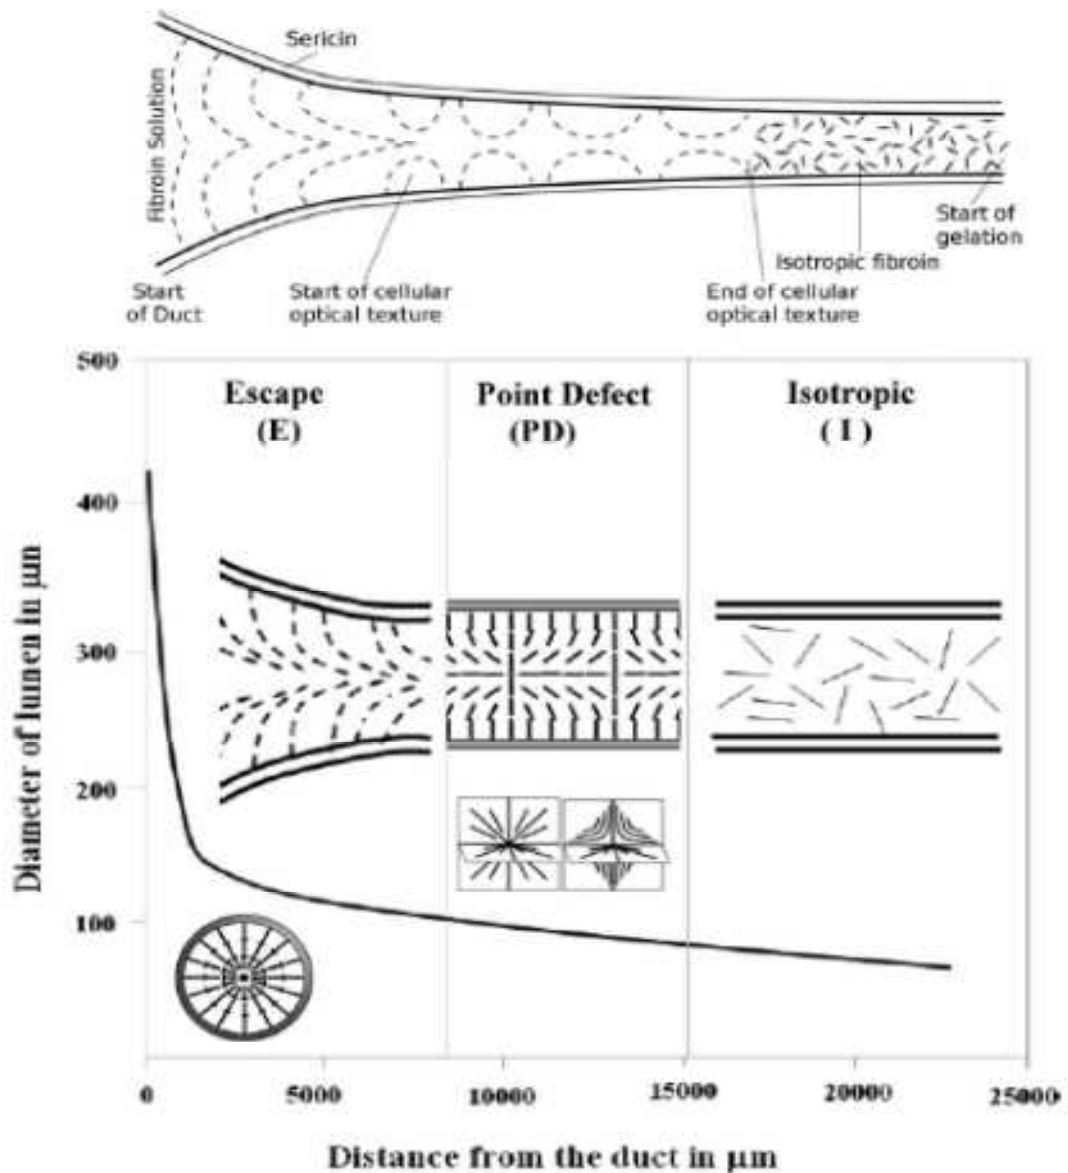 Sericin
Fibroin Solution
Start
of Duct
Start of cellular
optical texture
End of cellular
optical texture
Isotropic fibroin
Start of
gelation
500
400
300
200
100
Diameter of lumen in μm
Escape
(E)
Point Defect
(PD)
Isotropic
( I )
0
5000
10000
15000
20000
25000
Distance from the duct in μm